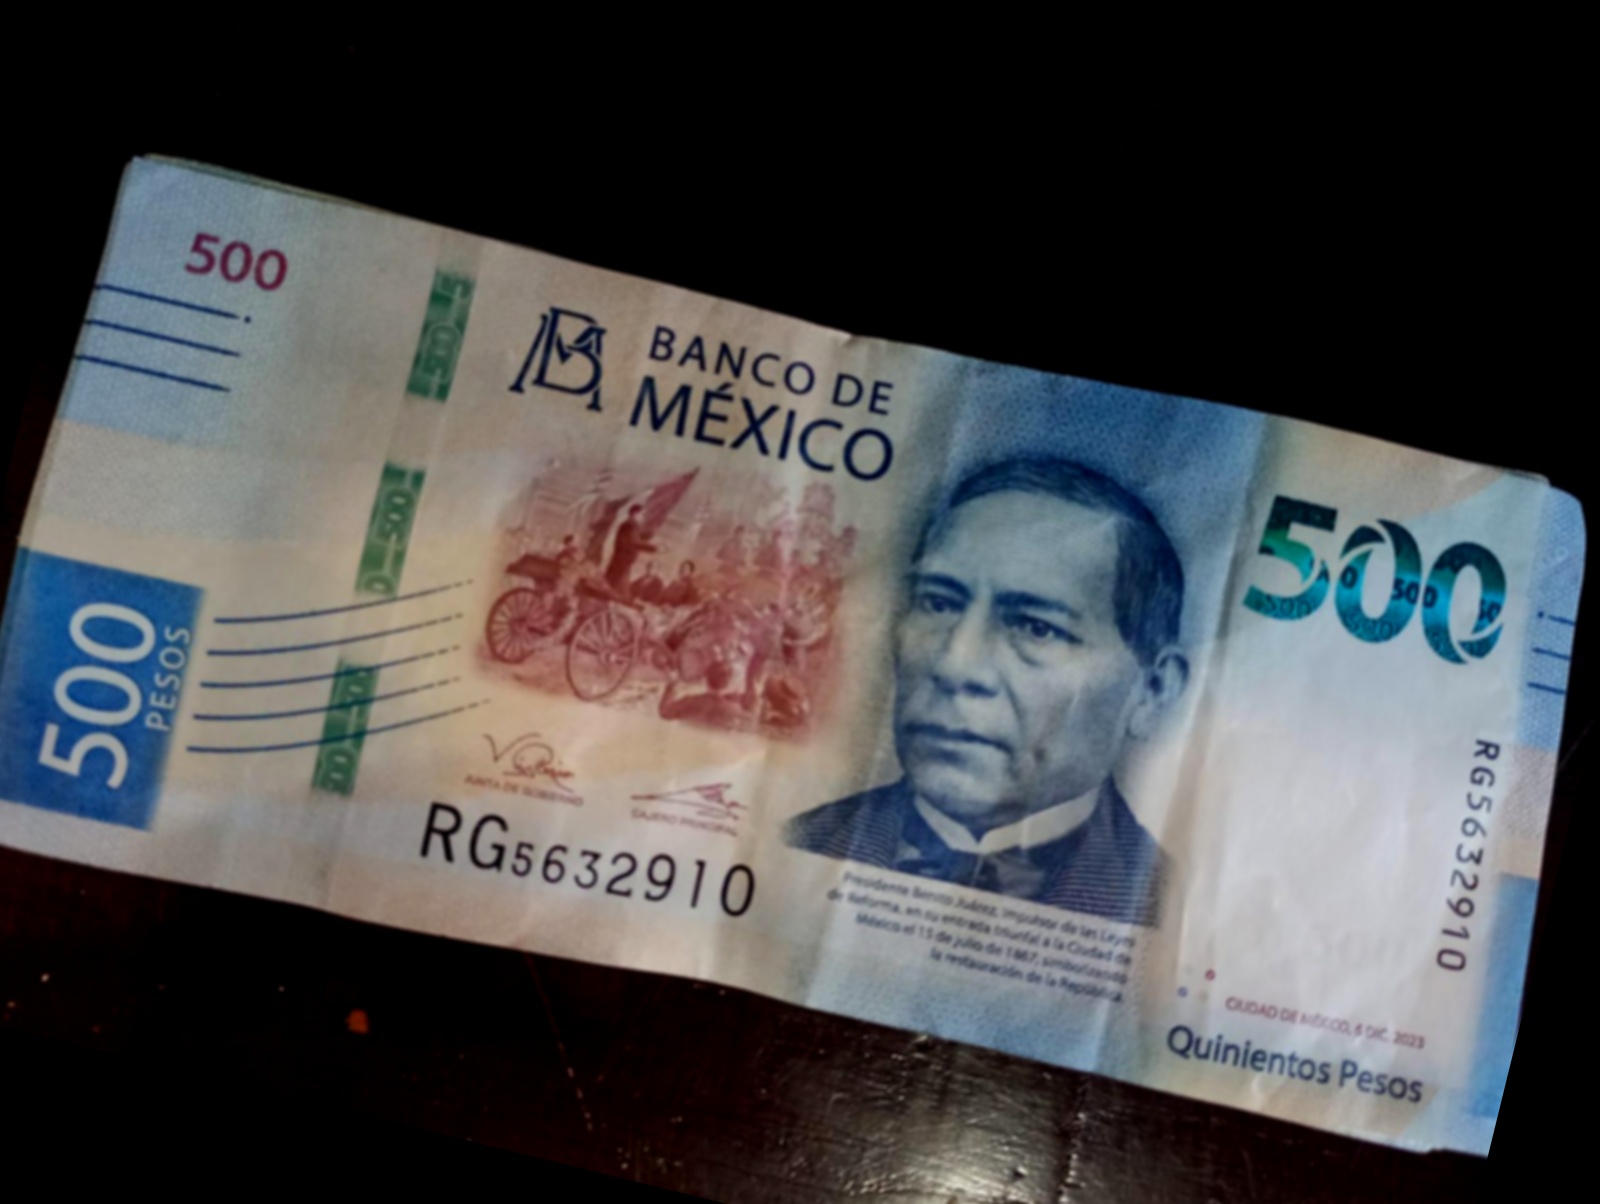 500
BANCO DE
MÉXICO
500
500
PESOS
JUNTA DE GOBIERNO
CAJERO PRINCIPAL
RG5632910
Presidente Benito Juárez, impulsor de las Leyes
de Reforma, en su entrada triunfal a la Ciudad de
México el 15 de julio de 1867, simbolizando
la restauración de la República.
RG5632910
CIUDAD DE MÉXICO, 6 DIC. 2023
Quinientos Pesos